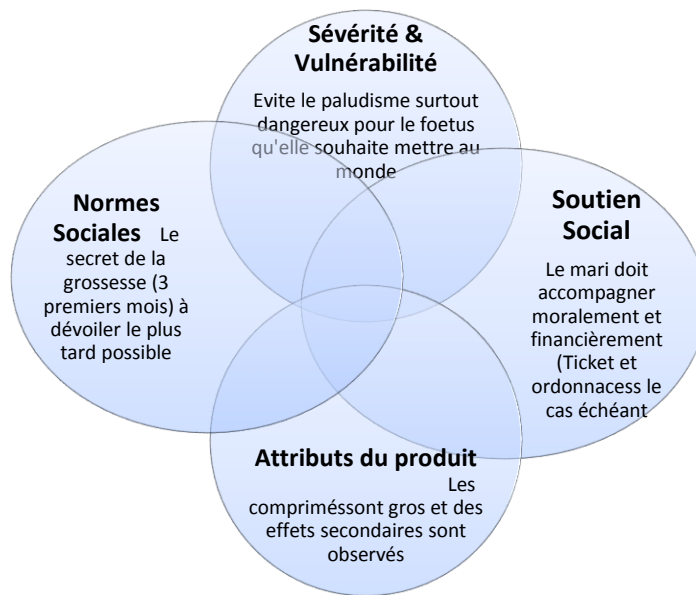 Sévérité &
Vulnérabilité
Evite le paludisme surtout
dangereux pour le foetus
qu'elle souhaite mettre au
monde
Normes
Sociales Le
secret de la
grossesse (3
premiers mois) à
dévoiler le plus
tard possible
Soutien
Social
Le mari doit
accompagner
moralement et
financièrement
(Ticket et
ordonnacess le
cas échéant
Attributs du produit
Les
compriméssont gros et des
effets secondaires sont
observés